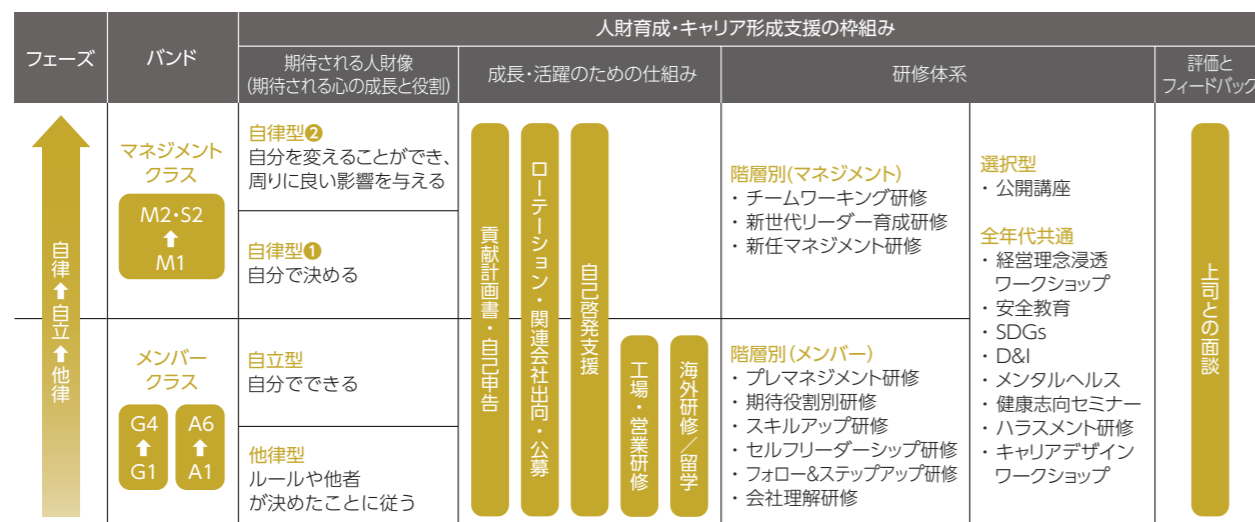 人財育成・キャリア形成支援の枠組み
フェーズ
バンド
期待される人財像
(期待される心の成長と役割)
成長・活躍のための仕組み
研修体系
評価と
フィードバック
自律⬆自立⬆他律
マネジメント
クラス
M2・S2
⬆
M1
自律型❷
自分を変えることができ、
周りに良い影響を与える
自律型❶
自分で決める
メンバー
クラス
G4
⬆
G1
A6
⬆
A1
自立型
自分でできる
他律型
ルールや他者
が決めたことに従う
貢献計画書・自己申告
ローテーション・関連会社出向・公募
自己啓発支援
工場・営業研修
海外研修／留学
階層別(マネジメント)
・ チームワーキング研修
・ 新世代リーダー育成研修
・ 新任マネジメント研修
階層別(メンバー)
・ プレマネジメント研修
・ 期待役割別研修
・ スキルアップ研修
・ セルフリーダーシップ研修
・ フォロー&ステップアップ研修
・ 会社理解研修
選択型
・ 公開講座
全年代共通
・ 経営理念浸透
ワークショップ
・ 安全教育
・ SDGs
・ D&I
・ メンタルヘルス
・ 健康志向セミナー
・ ハラスメント研修
・ キャリアデザイン
ワークショップ
上司との面談